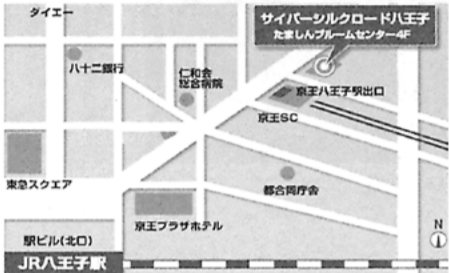 ダイエー
サイバーシルクロード八王子
たましんブルームセンター4F
八十二銀行
仁和会
総合病院
京王八王子駅出口
京王SC
東急スクエア
都合同庁舎
京王プラザホテル
駅ビル(北口)
N
JR八王子駅